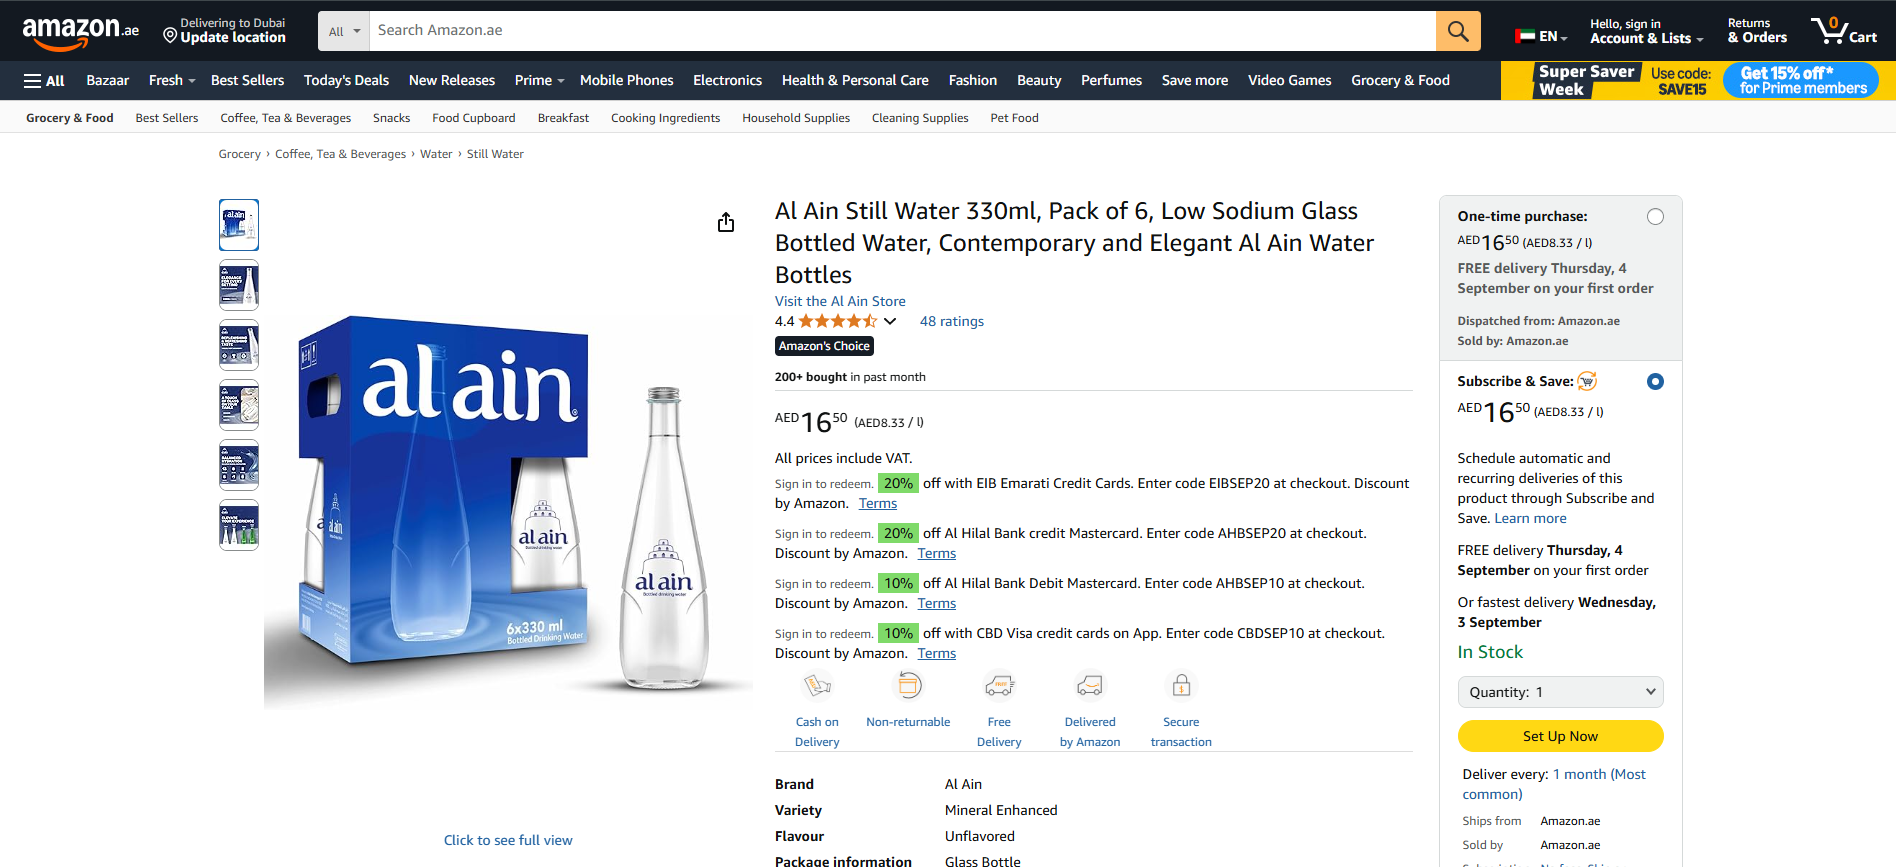 amazon.ae
Delivering to Dubai
Update location
All
Search Amazon.ae
EN
Hello, sign in
Account & Lists
Returns
& Orders
0
Cart
All
Bazaar
Fresh
Best Sellers
Today's Deals
New Releases
Prime
Mobile Phones
Electronics
Health & Personal Care
Fashion
Beauty
Perfumes
Save more
Video Games
Grocery & Food
Super Saver
Week
Use code:
SAVE15
Get 15% off*
for Prime members
Grocery & Food
Best Sellers
Coffee, Tea & Beverages
Snacks
Food Cupboard
Breakfast
Cooking Ingredients
Household Supplies
Cleaning Supplies
Pet Food
Grocery › Coffee, Tea & Beverages › Water › Still Water
al ain
al ain
al ain
Bottled drinking water
al ain
Bottled drinking water
6x330 ml
Bottled Drinking Water
Click to see full view
Al Ain Still Water 330ml, Pack of 6, Low Sodium Glass
Bottled Water, Contemporary and Elegant Al Ain Water
Bottles
Visit the Al Ain Store
4.4
48 ratings
Amazon's Choice
200+ bought in past month
AED16 50 (AED8.33 / l)
All prices include VAT.
Sign in to redeem. 20% off with EIB Emarati Credit Cards. Enter code EIBSEP20 at checkout. Discount
by Amazon. Terms
Sign in to redeem. 20% off Al Hilal Bank credit Mastercard. Enter code AHBSEP20 at checkout.
Discount by Amazon. Terms
Sign in to redeem. 10% off Al Hilal Bank Debit Mastercard. Enter code AHBSEP10 at checkout.
Discount by Amazon. Terms
Sign in to redeem. 10% off with CBD Visa credit cards on App. Enter code CBDSEP10 at checkout.
Discount by Amazon. Terms
Cash on
Delivery
Non-returnable
Free
Delivery
Delivered
by Amazon
Secure
transaction
Brand Al Ain
Variety Mineral Enhanced
Flavour Unflavored
Package information Glass Bottle
One-time purchase:
AED16 50 (AED8.33 / l)
FREE delivery Thursday, 4
September on your first order
Dispatched from: Amazon.ae
Sold by: Amazon.ae
Subscribe & Save:
AED16 50 (AED8.33 / l)
Schedule automatic and
recurring deliveries of this
product through Subscribe and
Save. Learn more
FREE delivery Thursday, 4
September on your first order
Or fastest delivery Wednesday,
3 September
In Stock
Quantity: 1
Set Up Now
Deliver every: 1 month (Most
common)
Ships from Amazon.ae
Sold by Amazon.ae